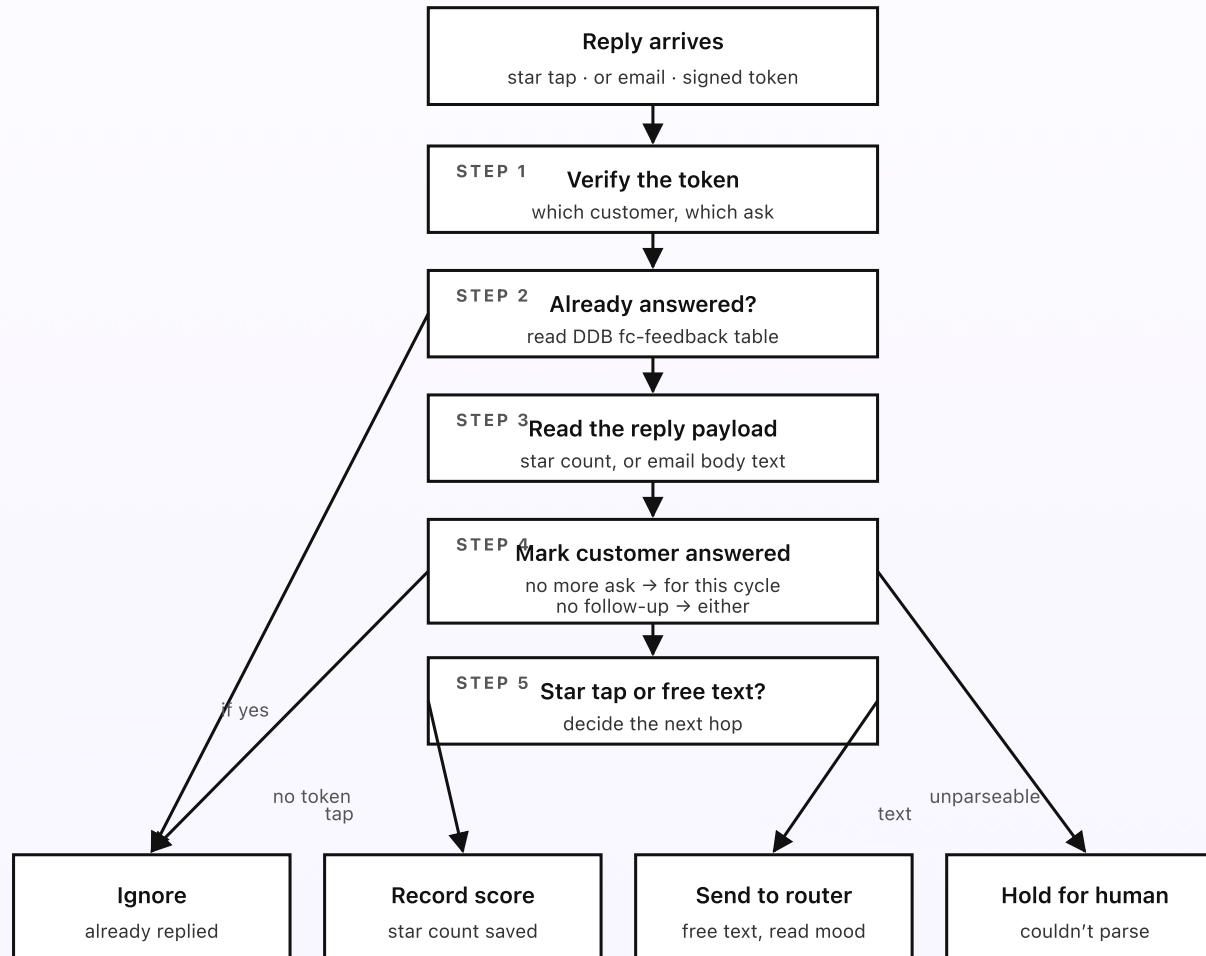 Reply arrives
star tap · or email · signed token
STEP 1
Verify the token
which customer, which ask
STEP 2
Already answered?
read DDB fc-feedback table
STEP 3
Read the reply payload
star count, or email body text
STEP 4
Mark customer answered
no more ask → for this cycle
no follow-up → either
STEP 5
Star tap or free text?
decide the next hop
if yes
no token
tap
text
unparseable
Ignore
already replied
Record score
star count saved
Send to router
free text, read mood
Hold for human
couldn’t parse